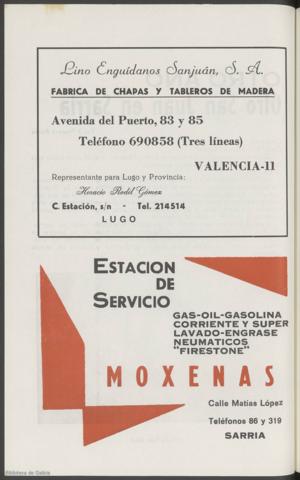 Lino Enguídanos Sanjuán, S. A.
FABRICA DE CHAPAS Y TABLEROS DE MADERA
Avenida del Puerto, 83 y 85
Teléfono 690858 (Tres líneas)
VALENCIA-11
Representante para Lugo y Provincia:
Horacio Rodil Gómez
C. Estación, s/n - Tel. 214514
LUGO
ESTACION
DE
SERVICIO
GAS-OIL-GASOLINA
CORRIENTE Y SUPER
LAVADO-ENGRASE
NEUMATICOS
"FIRESTONE"
MOXENAS
Calle Matías López
Teléfonos 86 y 319
SARRIA
Biblioteca de Galicia